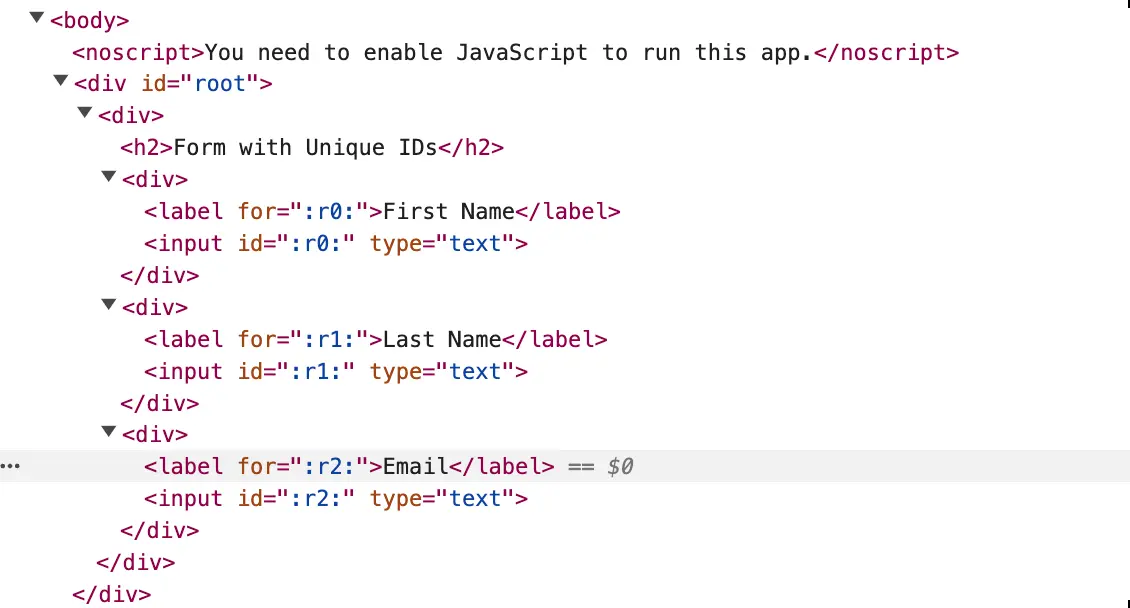 <body>
<noscript>You need to enable JavaScript to run this app.</noscript>
<div id="root">
<div>
<h2>Form with Unique IDs</h2>
<div>
<label for=":r0:">First Name</label>
<input id=":r0:" type="text">
</div>
<div>
<label for=":r1:">Last Name</label>
<input id=":r1:" type="text">
</div>
<div>
<label for=":r2:">Email</label> == $0
<input id=":r2:" type="text">
</div>
</div>
</div>